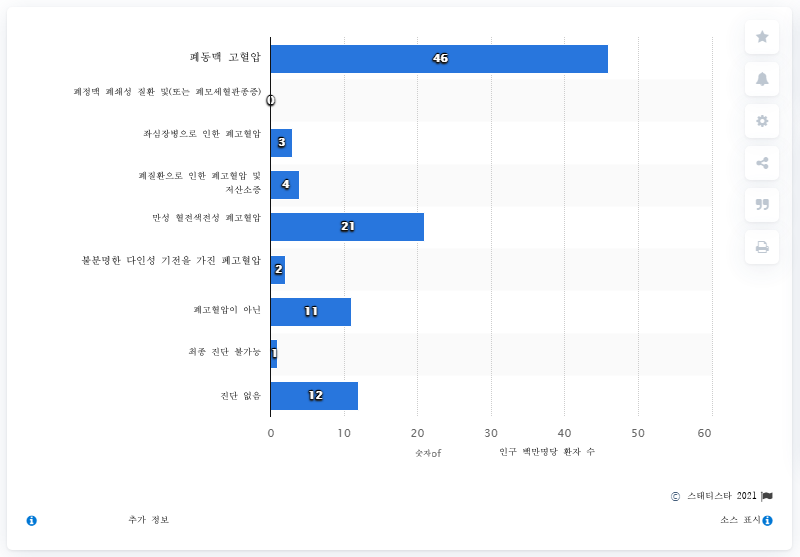 폐동맥 고혈압
46
폐정맥 폐쇄성 질환 및(또는 폐모세혈관종증)
0
좌심장병으로 인한 폐고혈압
3
폐질환으로 인한 폐고혈압 및
저산소증
4
만성 혈전색전성 폐고혈압
21
불분명한 다인성 기전을 가진 폐고혈압
2
폐고혈압이 아닌
11
최종 진단 불가능
1
진단 없음
12
0 10 20 30 40 50 60
숫자of 인구 백만명당 환자 수
© 스태티스타 2021
추가 정보 소스 표시